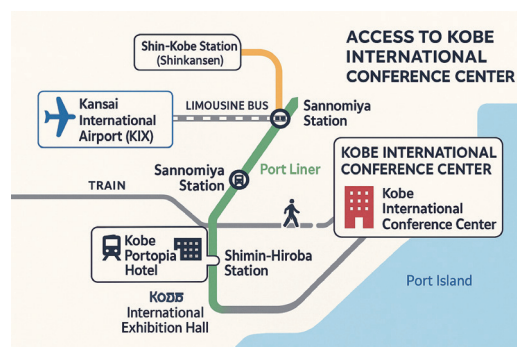 ACCESS TO KOBE
INTERNATIONAL
CONFERENCE CENTER
Shin-Kobe Station
(Shinkansen)
Kansai
International
Airport (KIX)
LIMOUSINE BUS
Sannomiya
Station
Sannomiya
Station
Port Liner
TRAIN
KOBE INTERNATIONAL
CONFERENCE CENTER
Kobe
International
Conference Center
Kobe
Portopia
Hotel
Shimin-Hiroba
Station
International
Exhibition Hall
Port Island